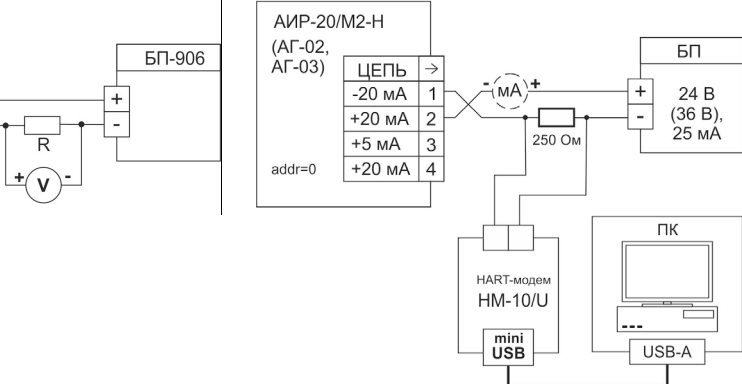 БП-906
+
-
R
+ V -
АИР-20/М2-Н
(АГ-02,
АГ-03)
ЦЕПЬ →
-20 мА 1
+20 мА 2
+5 мА 3
+20 мА 4
addr=0
- мА +
250 Ом
БП
+
-
24 В
(36 В),
25 мА
HART-модем
HM-10/U
mini
USB
ПК
USB-A